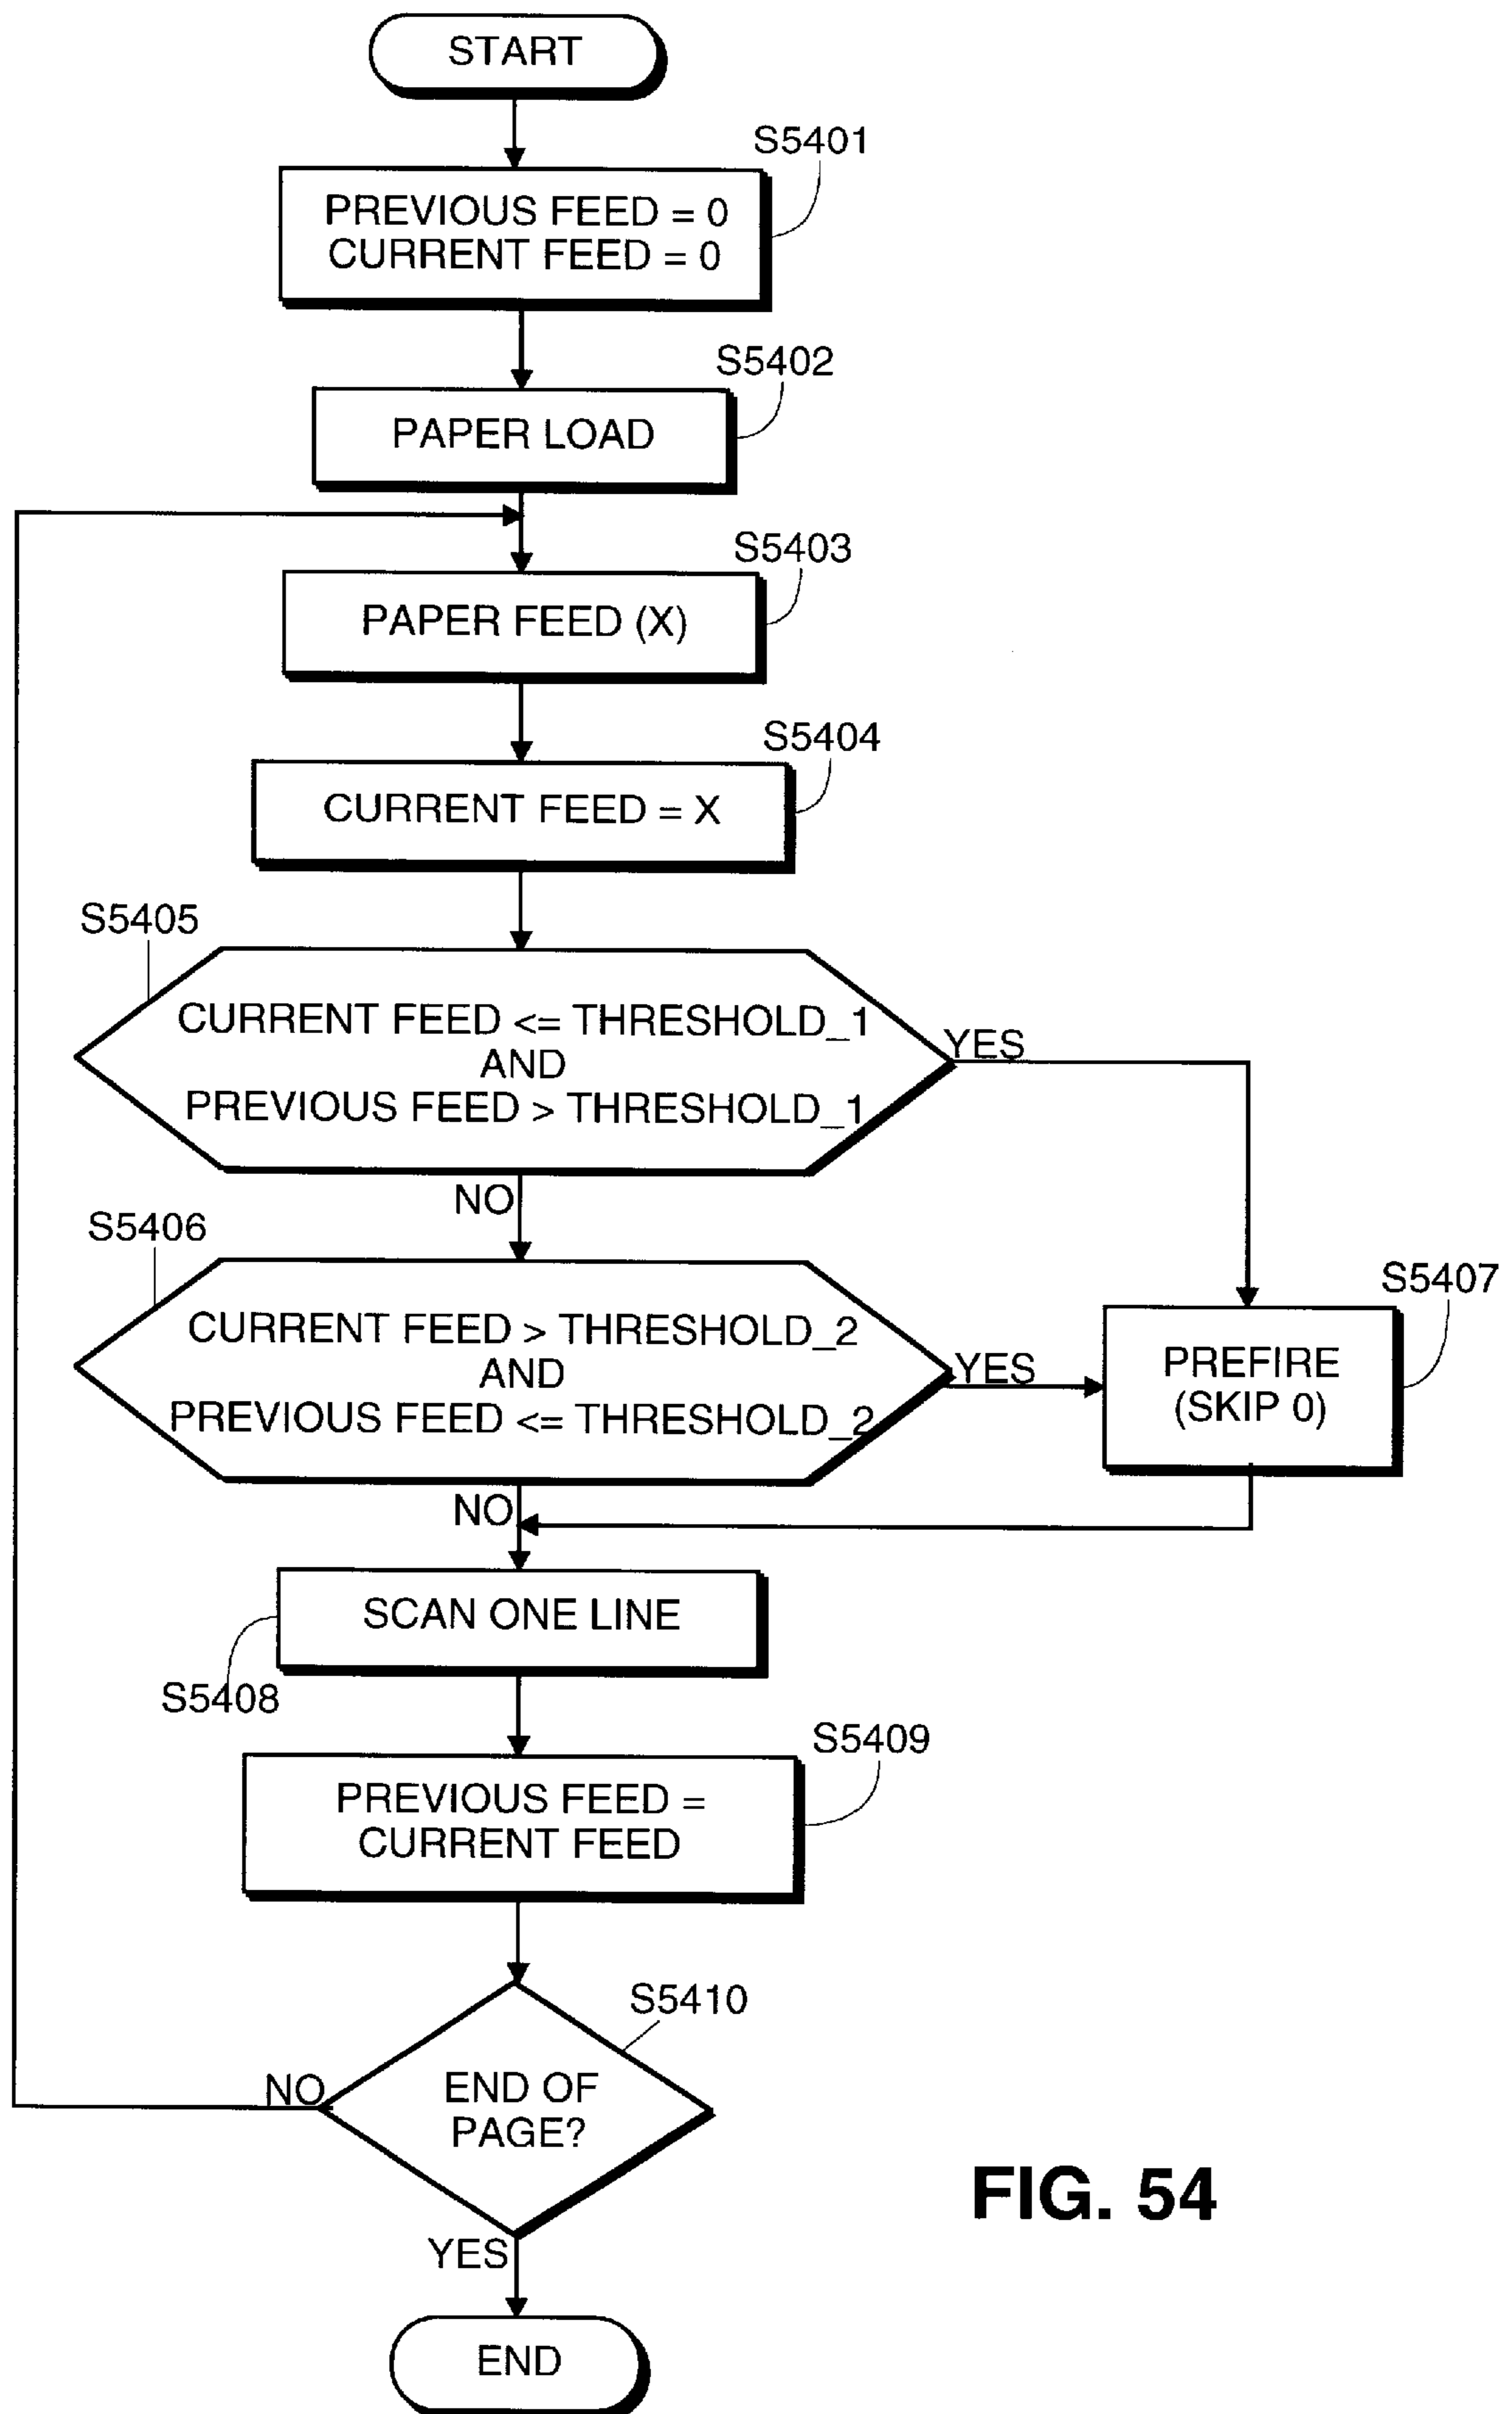 START
S5401
PREVIOUS FEED = 0
CURRENT FEED = 0
S5402
PAPER LOAD
S5403
PAPER FEED (X)
S5404
CURRENT FEED = X
S5405
CURRENT FEED <= THRESHOLD_1
AND
PREVIOUS FEED > THRESHOLD_1
YES
NO
S5406
CURRENT FEED > THRESHOLD_2
AND
PREVIOUS FEED <= THRESHOLD_2
YES
S5407
PREFIRE
(SKIP 0)
NO
SCAN ONE LINE
S5408
S5409
PREVIOUS FEED =
CURRENT FEED
S5410
END OF
PAGE?
NO
YES
END
FIG. 54